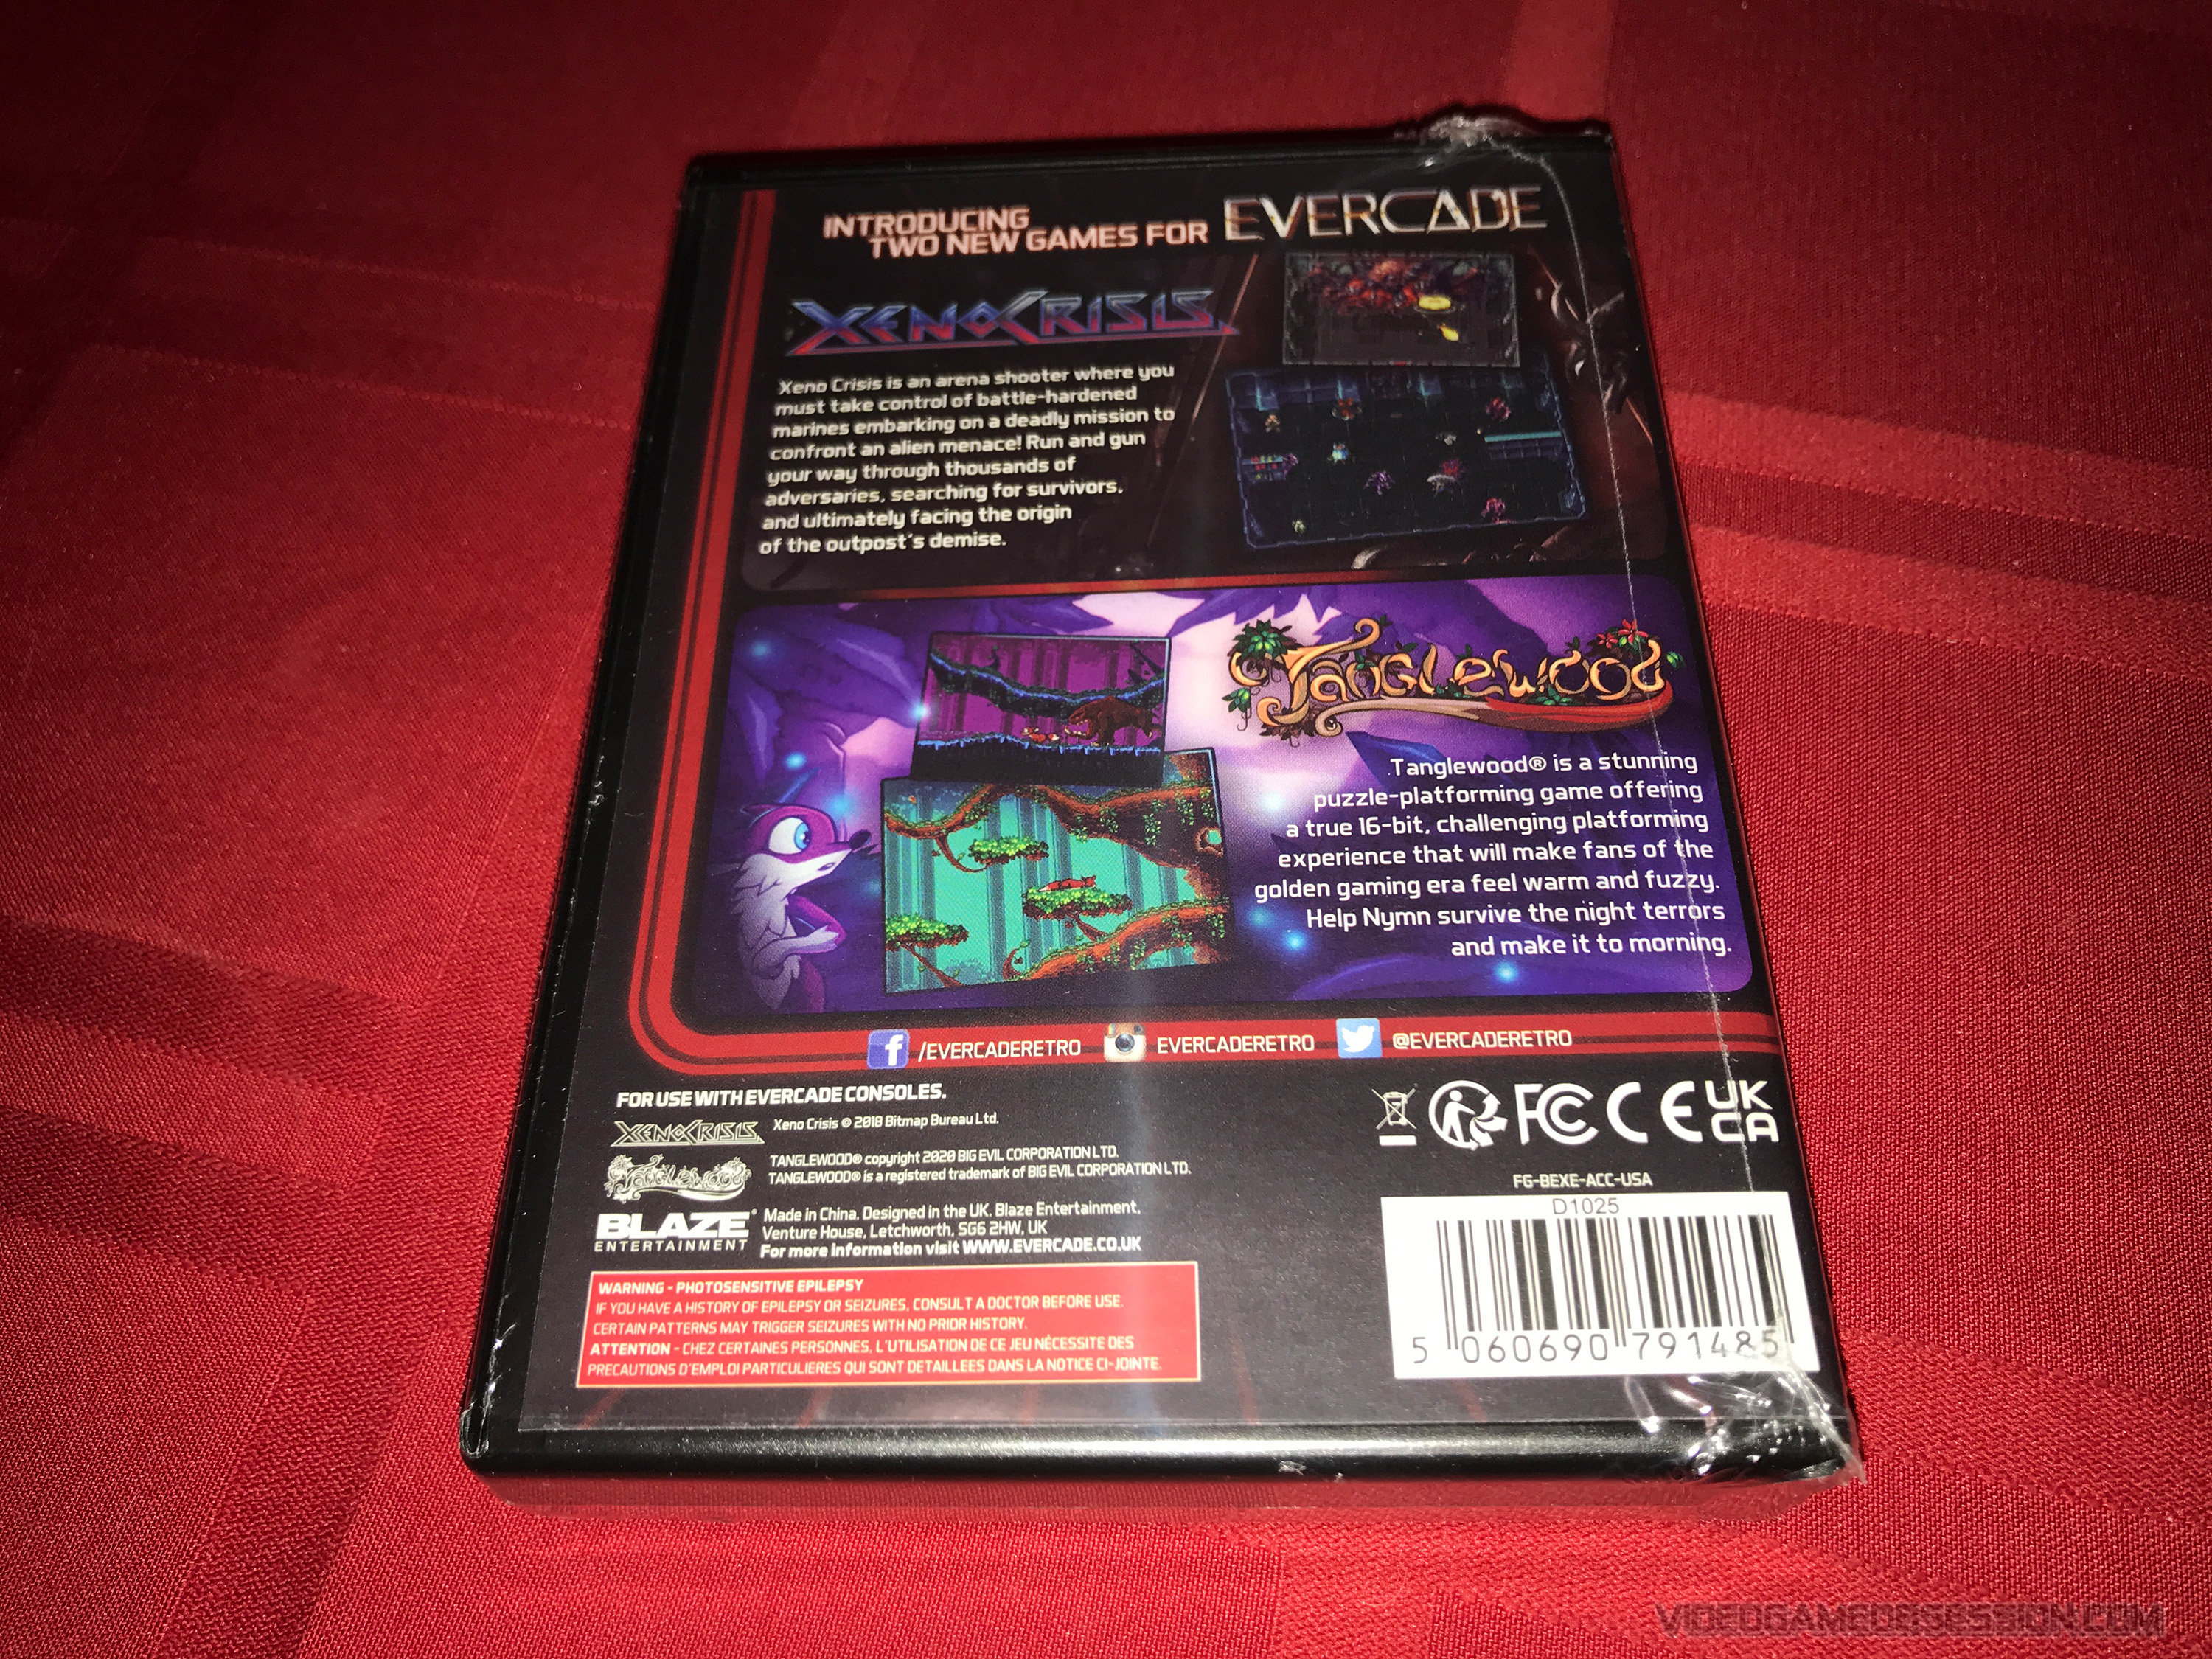 INTRODUCING
TWO NEW GAMES FOR EVERCADE
XENOCRISIS
Xeno Crisis is an arena shooter where you
must take control of battle-hardened
marines embarking on a deadly mission to
confront an alien menace! Run and gun
your way through thousands of
adversaries, searching for survivors,
and ultimately facing the origin
of the outpost's demise.
Tanglewood
Tanglewood® is a stunning
puzzle-platforming game offering
a true 16-bit, challenging platforming
experience that will make fans of the
golden gaming era feel warm and fuzzy.
Help Nymn survive the night terrors
and make it to morning.
/EVERCADERETRO EVERCADERETRO @EVERCADERETRO
FOR USE WITH EVERCADE CONSOLES.
XENOCRISIS Xeno Crisis © 2018 Bitmap Bureau Ltd.
Tanglewood TANGLEWOOD® copyright 2020 BIG EVIL CORPORATION LTD.
TANGLEWOOD® is a registered trademark of BIG EVIL CORPORATION LTD.
BLAZE® ENTERTAINMENT
Made in China. Designed in the UK. Blaze Entertainment,
Venture House, Letchworth, SG6 2HW, UK
For more information visit WWW.EVERCADE.CO.UK
WARNING - PHOTOSENSITIVE EPILEPSY
IF YOU HAVE A HISTORY OF EPILEPSY OR SEIZURES, CONSULT A DOCTOR BEFORE USE.
CERTAIN PATTERNS MAY TRIGGER SEIZURES WITH NO PRIOR HISTORY.
ATTENTION - CHEZ CERTAINES PERSONNES, L'UTILISATION DE CE JEU NÉCESSITE DES
PRECAUTIONS D'EMPLOI PARTICULIERES QUI SONT DETAILLEES DANS LA NOTICE CI-JOINTE.
FC CE UK CA
FG-BEXE-ACC-USA
D1025
5 060690 791485
VIDEOGAMEOBSESSION.COM